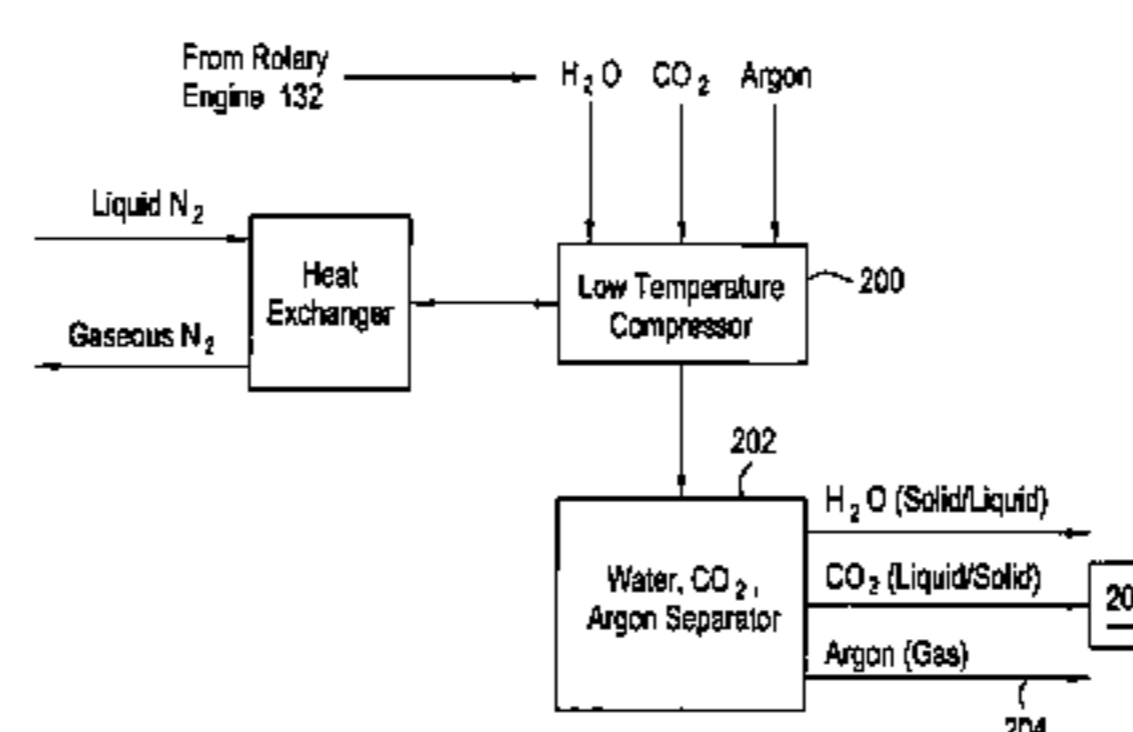 From Rotary
Engine 132
H₂O CO₂ Argon
Liquid N₂
Heat
Exchanger
Gaseous N₂
Low Temperature
Compressor
200
202
Water, CO₂,
Argon Separator
H₂O (Solid/Liquid)
CO₂ (Liquid/Solid)
Argon (Gas)
204